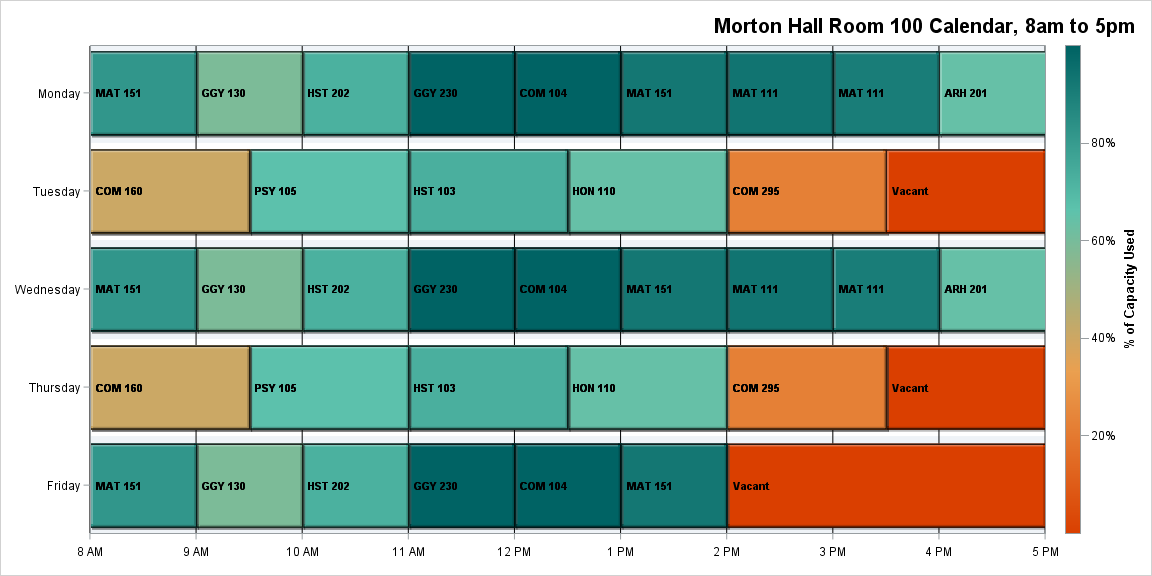 Morton Hall Room 100 Calendar, 8am to 5pm
Monday MAT 151 GGY 130 HST 202 GGY 230 COM 104 MAT 151 MAT 111 MAT 111 ARH 201
Tuesday COM 160 PSY 105 HST 103 HON 110 COM 295 Vacant
Wednesday MAT 151 GGY 130 HST 202 GGY 230 COM 104 MAT 151 MAT 111 MAT 111 ARH 201
Thursday COM 160 PSY 105 HST 103 HON 110 COM 295 Vacant
Friday MAT 151 GGY 130 HST 202 GGY 230 COM 104 MAT 151 Vacant
8 AM 9 AM 10 AM 11 AM 12 PM 1 PM 2 PM 3 PM 4 PM 5 PM
80%
60%
40%
20%
% of Capacity Used